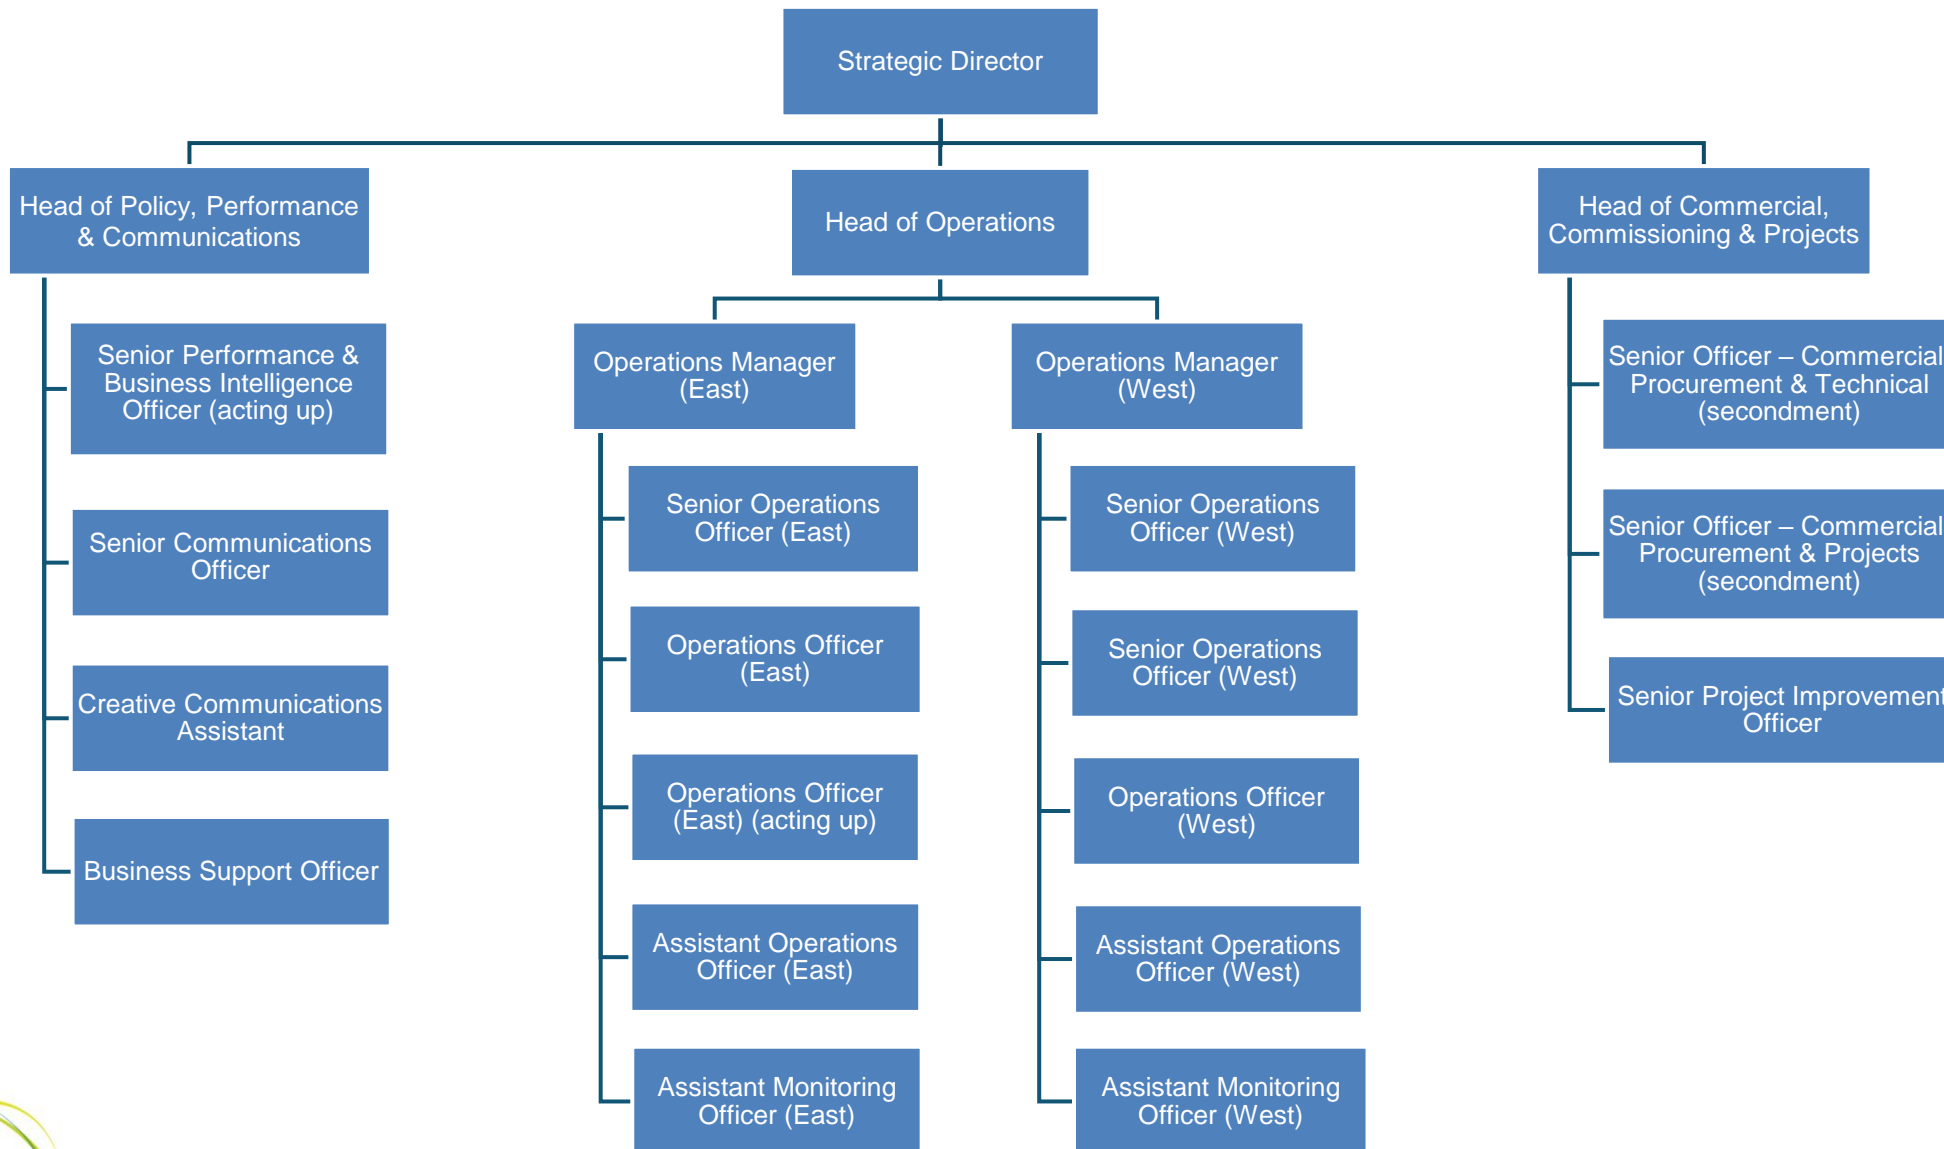 Strategic Director
Head of Policy, Performance
& Communications
Head of Operations
Head of Commercial,
Commissioning & Projects
Senior Performance &
Business Intelligence
Officer (acting up)
Senior Communications
Officer
Creative Communications
Assistant
Business Support Officer
Operations Manager
(East)
Senior Operations
Officer (East)
Operations Officer
(East)
Operations Officer
(East) (acting up)
Assistant Operations
Officer (East)
Assistant Monitoring
Officer (East)
Operations Manager
(West)
Senior Operations
Officer (West)
Senior Operations
Officer (West)
Operations Officer
(West)
Assistant Operations
Officer (West)
Assistant Monitoring
Officer (West)
Senior Officer – Commercial
Procurement & Technical
(secondment)
Senior Officer – Commercial
Procurement & Projects
(secondment)
Senior Project Improvement
Officer